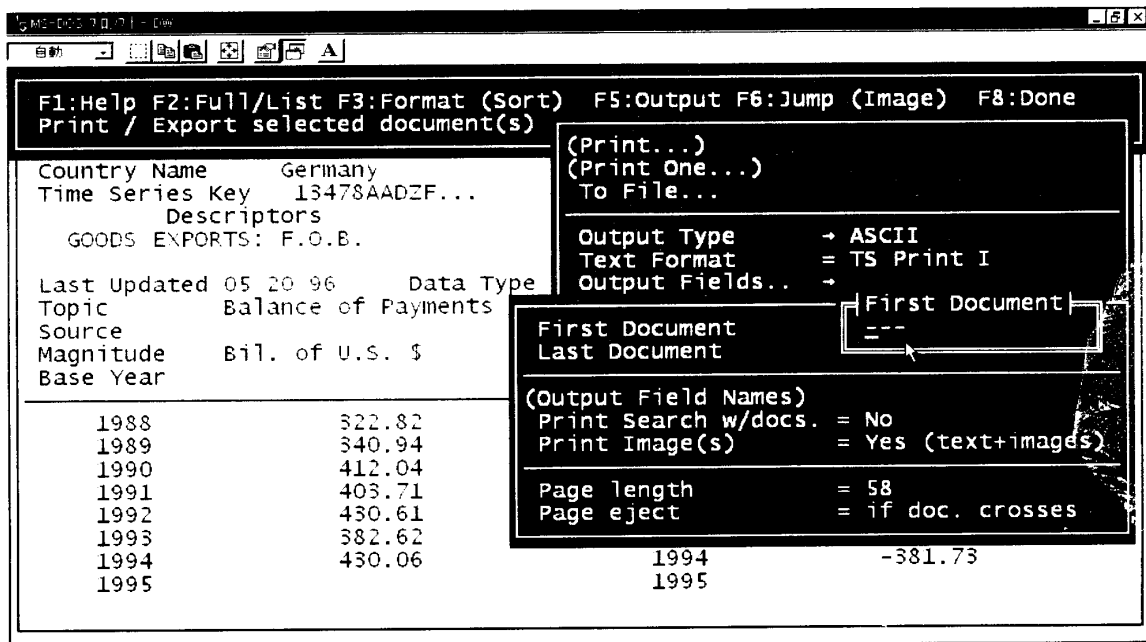 MS-DOS
自動
A
F1:Help F2:Full/List F3:Format (Sort) F5:Output F6:Jump (Image) F8:Done
Print / Export selected document(s)
(Print...)
(Print One...)
To File...
Output Type → ASCII
Text Format = TS Print I
Output Fields.. →
First Document
---
First Document
Last Document
(Output Field Names)
Print Search w/docs. = No
Print Image(s) = Yes (text+images)
Page length = 58
Page eject = if doc. crosses
Country Name Germany
Time Series Key 13478AADZF...
Descriptors
GOODS EXPORTS: F.O.B.
Last Updated 05 20 96 Data Type
Topic Balance of Payments
Source
Magnitude Bil. of U.S. $
Base Year
1988 322.82
1989 340.94
1990 412.04
1991 403.71
1992 430.61
1993 382.62
1994 430.06 1994 -381.73
1995 1995